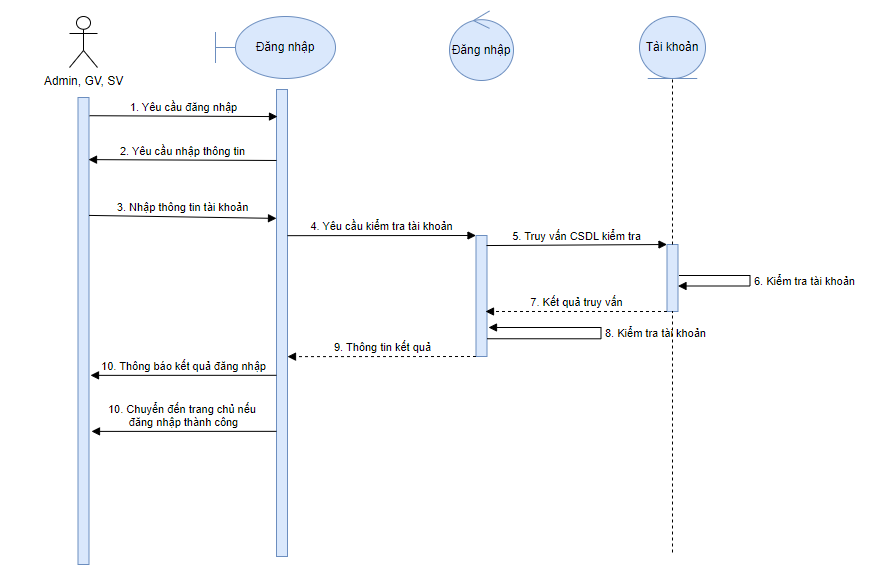 Đăng nhập
Đăng nhập
Tài khoản
Admin, GV, SV
1. Yêu cầu đăng nhập
2. Yêu cầu nhập thông tin
3. Nhập thông tin tài khoản
4. Yêu cầu kiểm tra tài khoản
5. Truy vấn CSDL kiểm tra
6. Kiểm tra tài khoản
7. Kết quả truy vấn
8. Kiểm tra tài khoản
9. Thông tin kết quả
10. Thông báo kết quả đăng nhập
10. Chuyển đến trang chủ nếu
đăng nhập thành công